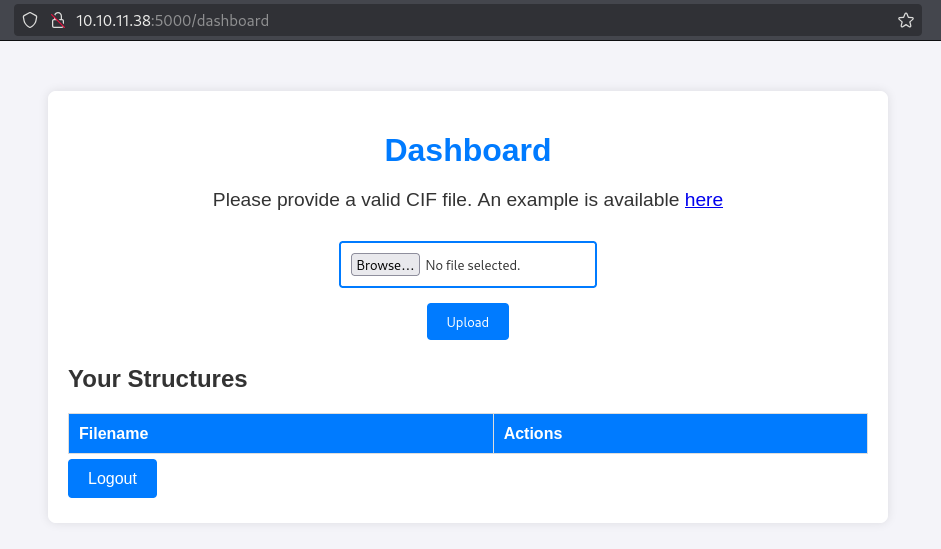 10.10.11.38:5000/dashboard
Dashboard
Please provide a valid CIF file. An example is available here
Browse... No file selected.
Upload
Your Structures
Filename Actions
Logout